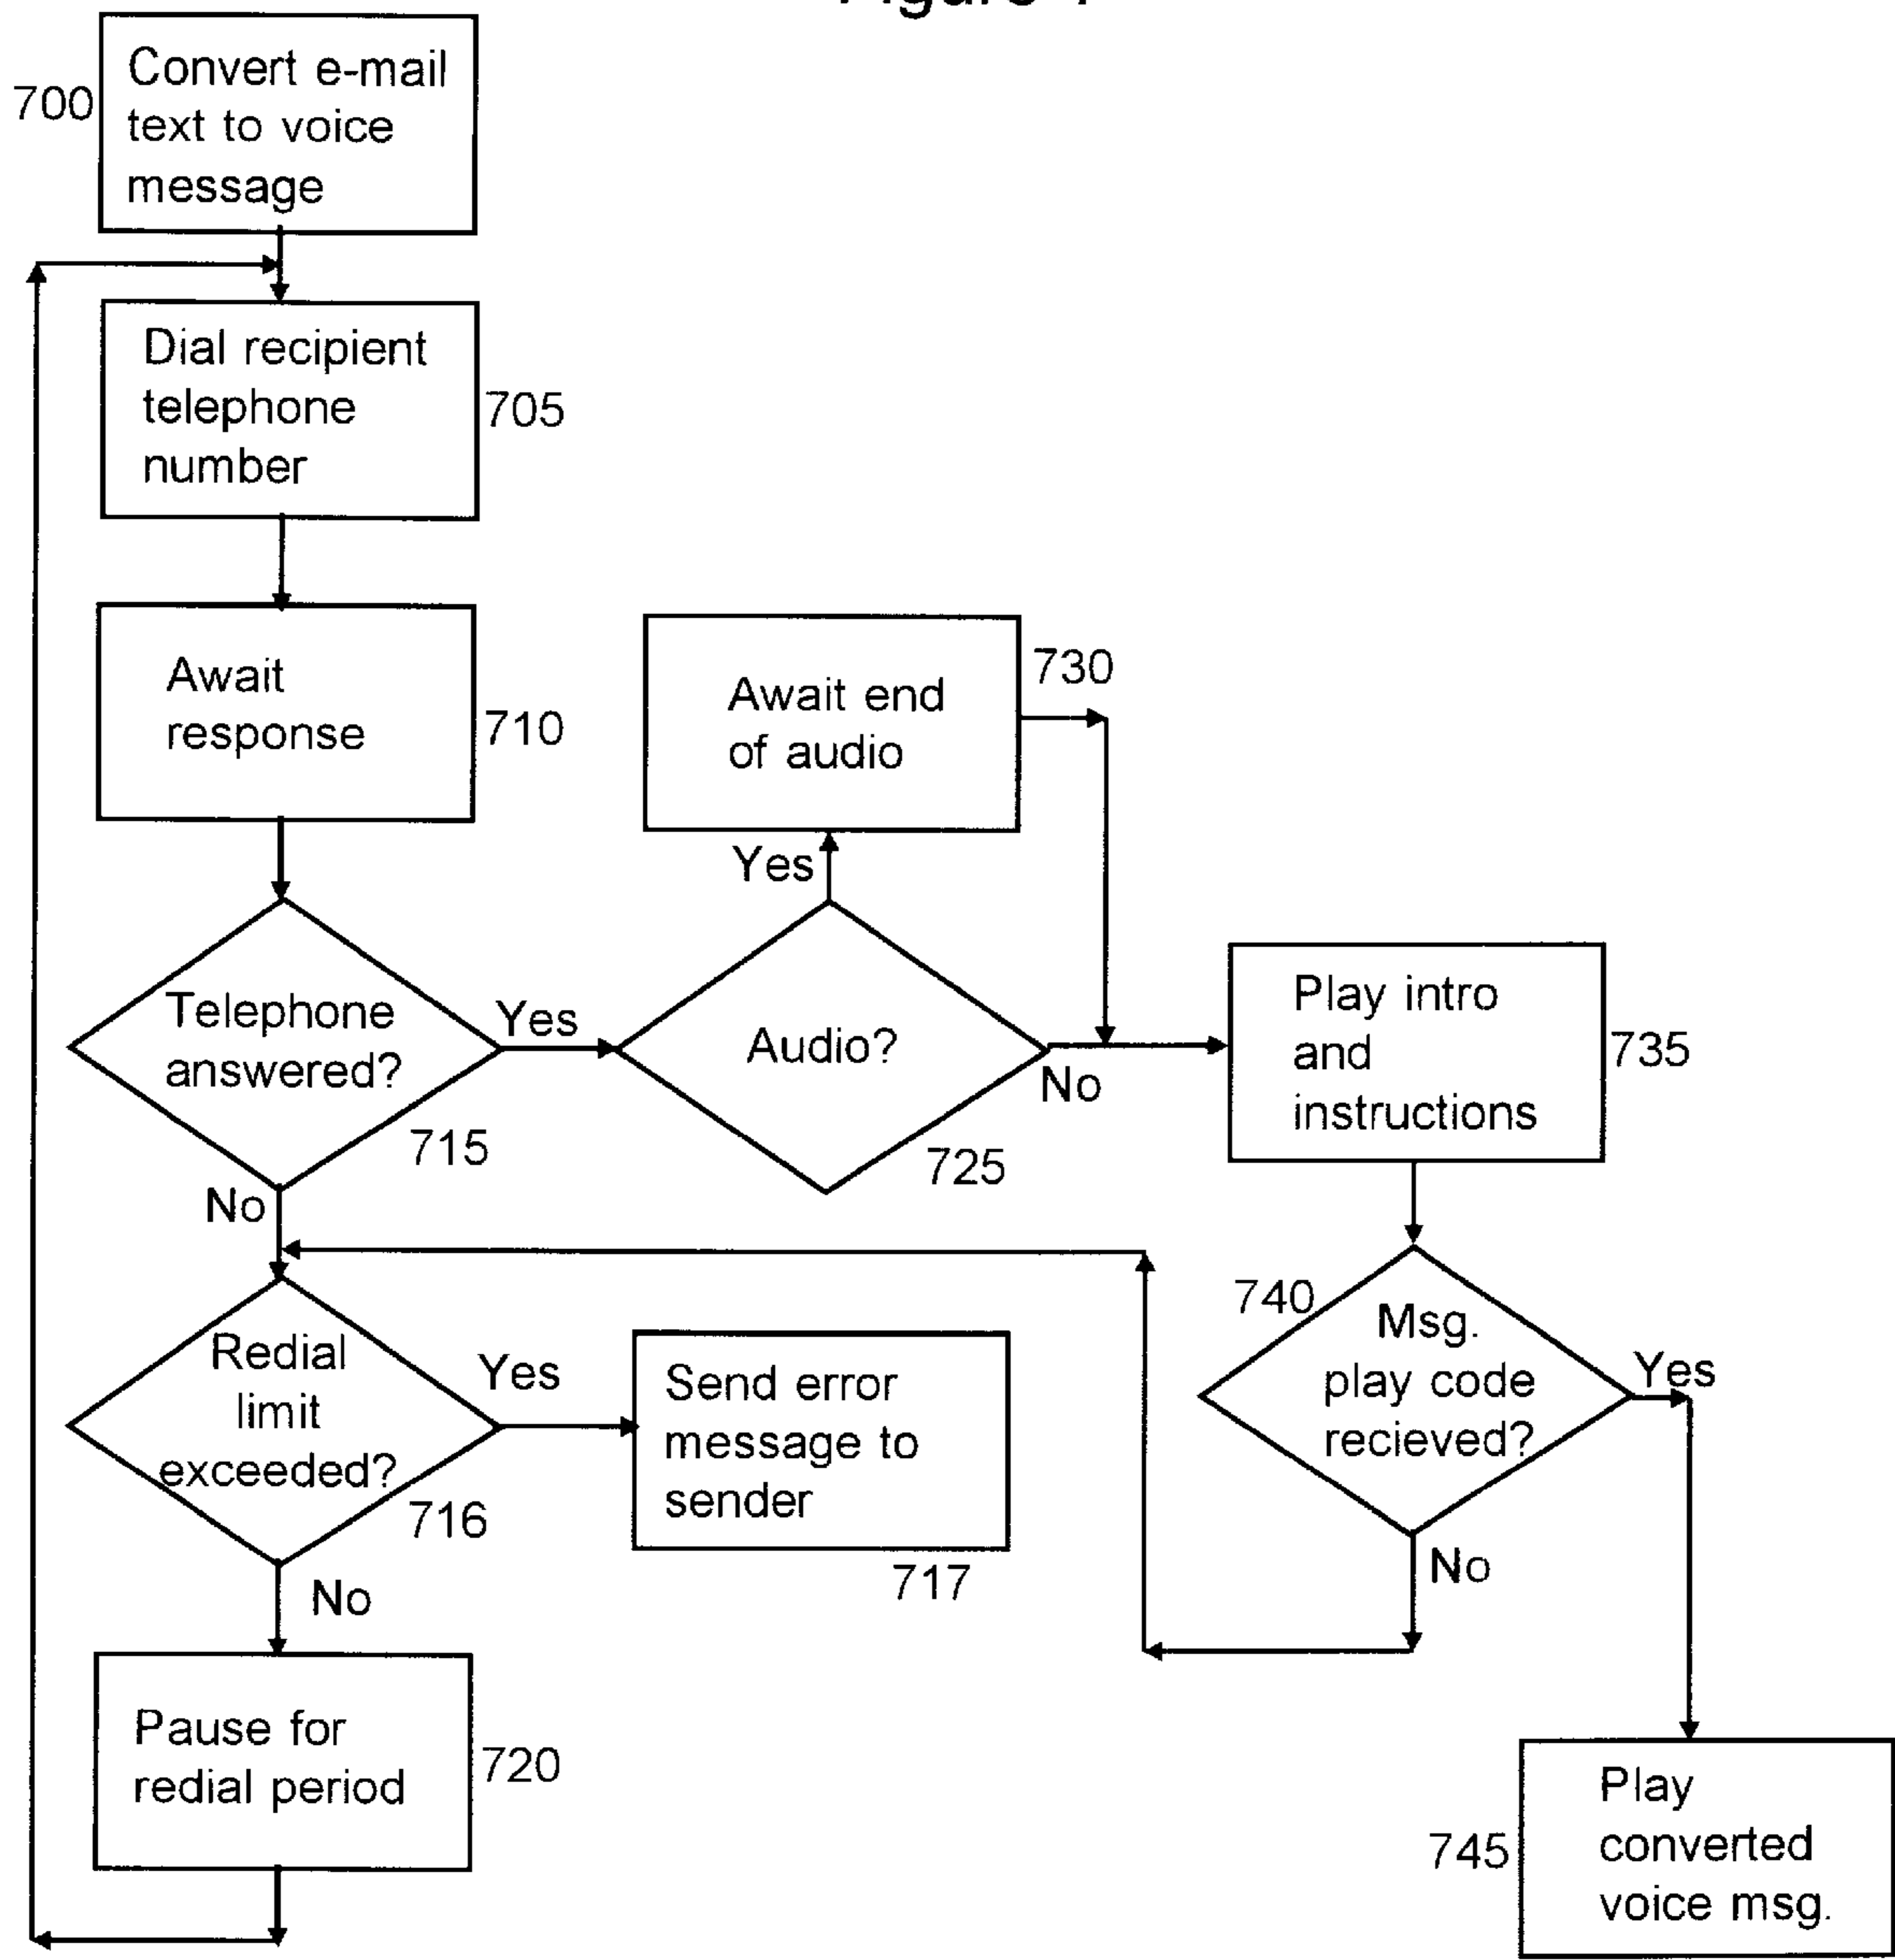 Figure
700
Convert e-mail
text to voice
message
Dial recipient
telephone
number
705
Await
response
710
Await end
of audio
730
Yes
Telephone
answered?
Yes
715
Audio?
No
725
Play intro
and
instructions
735
No
Redial
limit
exceeded?
Yes
716
Send error
message to
sender
717
740
Msg.
play code
recieved?
Yes
No
No
Pause for
redial period
720
745
Play
converted
voice msg.